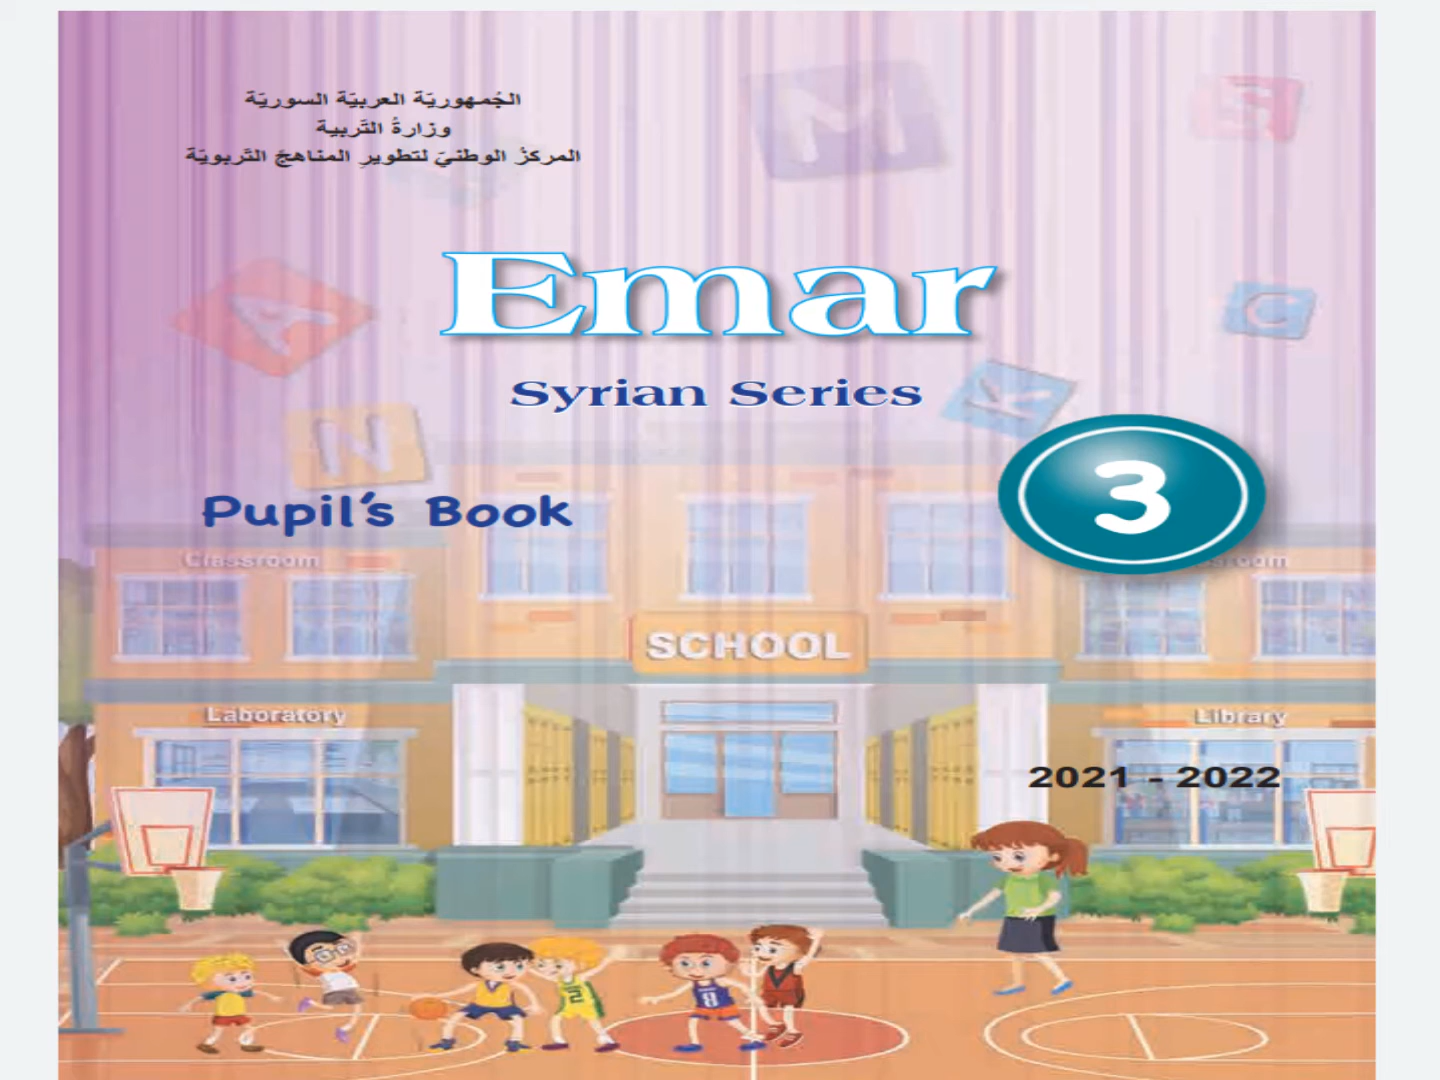 الجُمهوريّة العربيّة السوريّة
وزارةُ التَّربية
المركزُ الوطنيّ لتطويرِ المناهجَ التَّربويّة
M
S
A
Emar
C
Syrian Series
K
N
3
Pupil's Book
Classroom
SCHOOL
Laboratory
Library
2021 - 2022
8